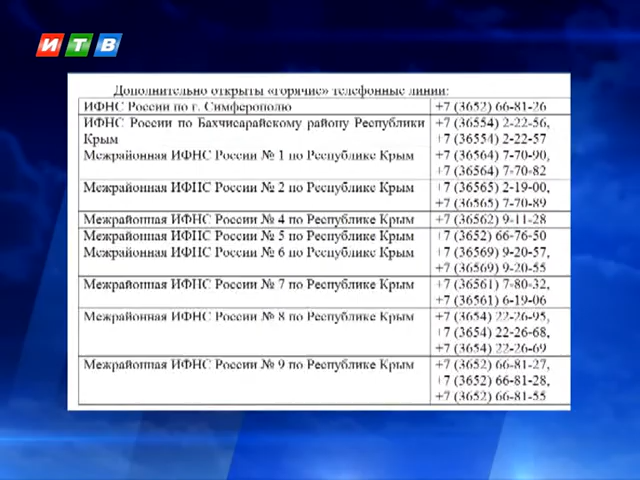 ИТВ
Дополнительно открыты «горячие» телефонные линии:
ИФНС России по г. Симферополю +7 (3652) 66-81-26
ИФНС России по Бахчисарайскому району Республики +7 (36554) 2-22-56,
Крым +7 (36554) 2-22-57
Межрайонная ИФНС России № 1 по Республике Крым +7 (36564) 7-70-90,
+7 (36564) 7-70-82
Межрайонная ИФНС России № 2 по Республике Крым +7 (36565) 2-19-00,
+7 (36565) 7-70-89
Межрайонная ИФНС России № 4 по Республике Крым +7 (36562) 9-11-28
Межрайонная ИФНС России № 5 по Республике Крым +7 (3652) 66-76-50
Межрайонная ИФНС России № 6 по Республике Крым +7 (36569) 9-20-57,
+7 (36569) 9-20-55
Межрайонная ИФНС России № 7 по Республике Крым +7 (36561) 7-80-32,
+7 (36561) 6-19-06
Межрайонная ИФНС России № 8 по Республике Крым +7 (3654) 22-26-95,
+7 (3654) 22-26-68,
+7 (3654) 22-26-69
Межрайонная ИФНС России № 9 по Республике Крым +7 (3652) 66-81-27,
+7 (3652) 66-81-28,
+7 (3652) 66-81-55